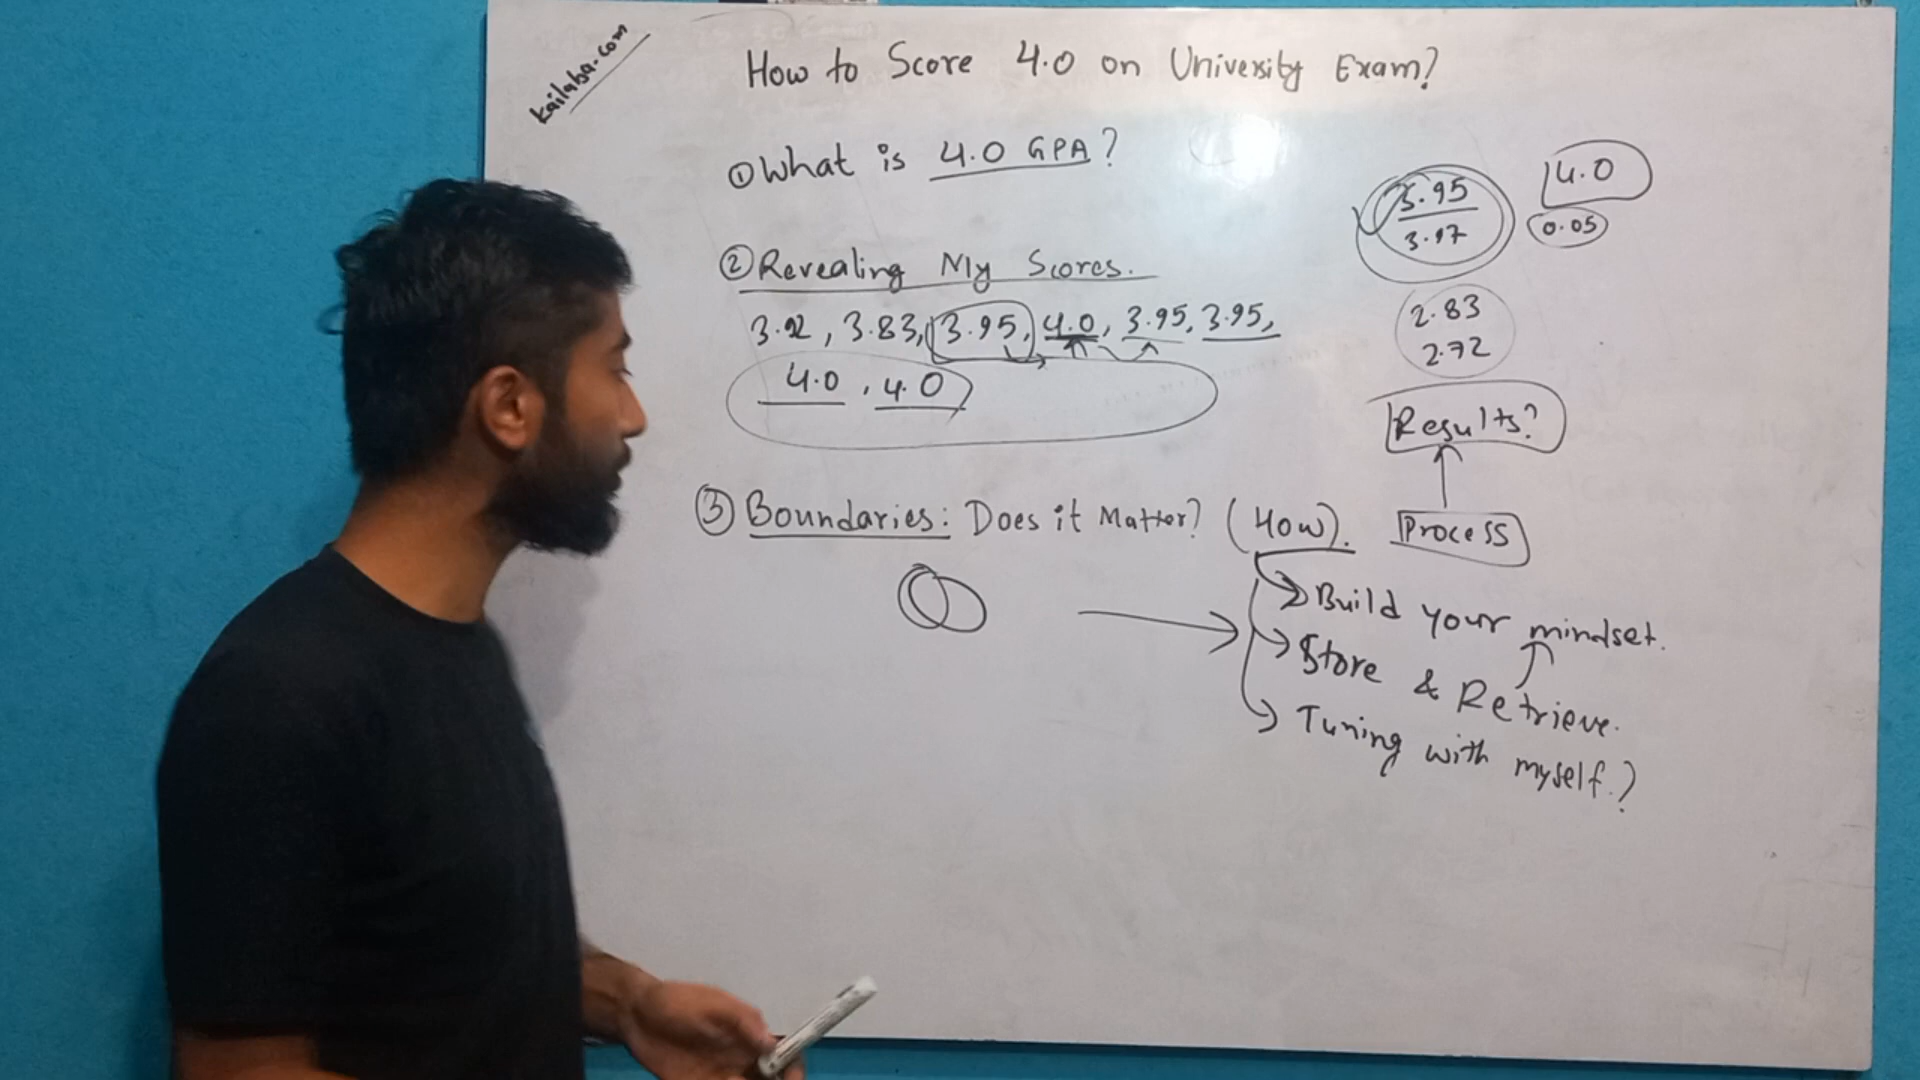 kailaba.com
How to Score 4.0 on University Exam?
① What is 4.0 GPA?
② Revealing My Scores.
3.92, 3.83, 3.95, 4.0, 3.95, 3.95,
4.0, 4.0
3.95
3.97
4.0
0.05
2.83
2.72
Results?
Process
③ Boundaries: Does it Matter? (How).
Build your mindset.
Store & Retrieve.
Tuning with myself.?